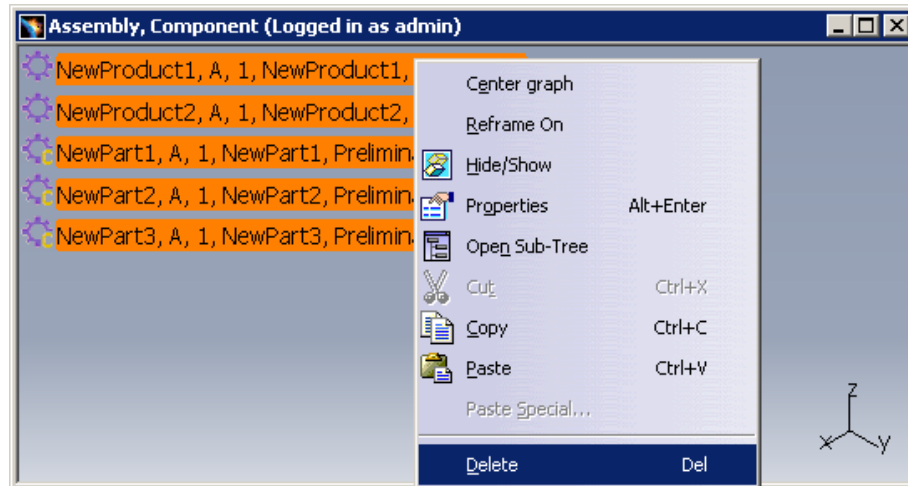 Assembly, Component (Logged in as admin)
NewProduct1, A, 1, NewProduct1,
NewProduct2, A, 1, NewProduct2,
NewPart1, A, 1, NewPart1, Prelimin
NewPart2, A, 1, NewPart2, Prelimin
NewPart3, A, 1, NewPart3, Prelimin
Center graph
Reframe On
Hide/Show
Properties Alt+Enter
Open Sub-Tree
Cut Ctrl+X
Copy Ctrl+C
Paste Ctrl+V
Paste Special...
Delete Del
z
x
y